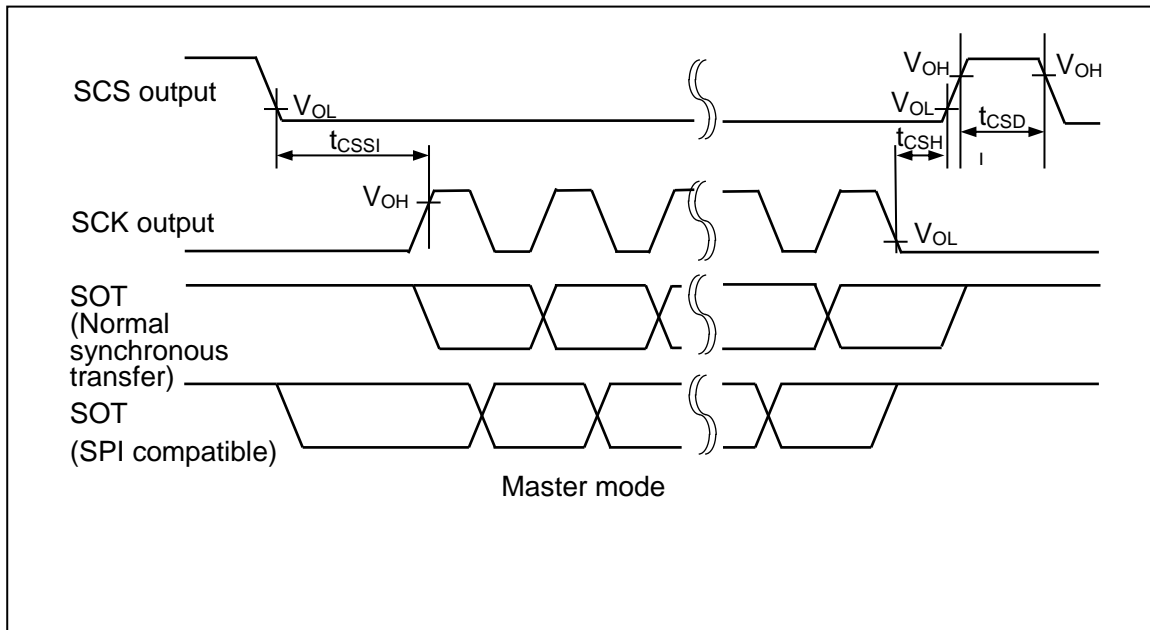 SCS output
VOL
tCSSI
VOH
VOH
VOL
tCSH
tCSD
I
SCK output
VOH
VOL
SOT
(Normal
synchronous
transfer)
SOT
(SPI compatible)
Master mode